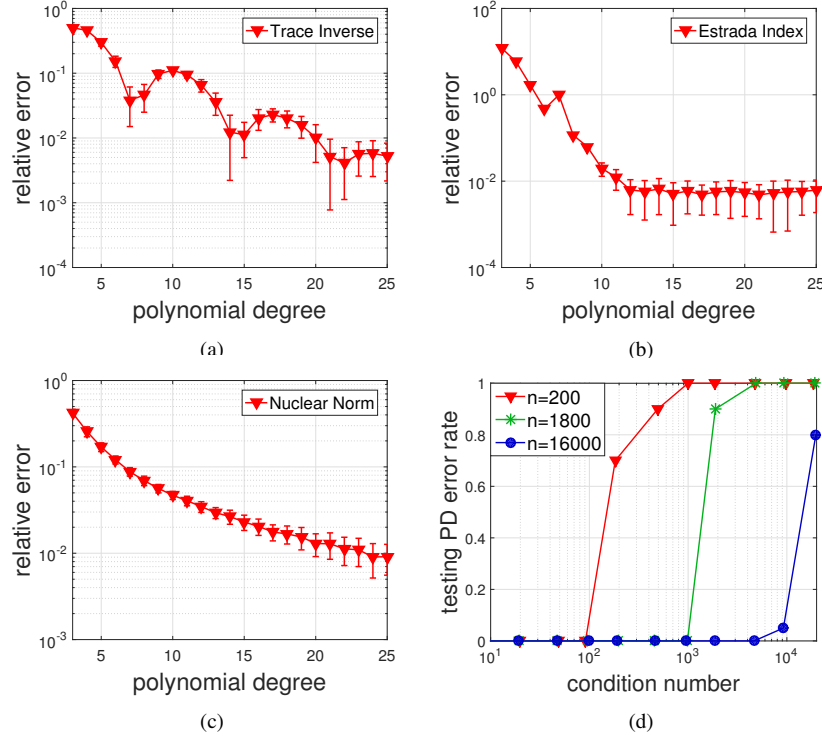 10^0
10^-1
10^-2
10^-3
10^-4
relative error
5 10 15 20 25
polynomial degree
Trace Inverse
(a)
10^2
10^0
10^-2
10^-4
relative error
5 10 15 20 25
polynomial degree
Estrada Index
(b)
10^0
10^-1
10^-2
10^-3
relative error
5 10 15 20 25
polynomial degree
Nuclear Norm
(c)
1
0.8
0.6
0.4
0.2
0
testing PD error rate
10^1 10^2 10^3 10^4
condition number
n=200
n=1800
n=16000
(d)